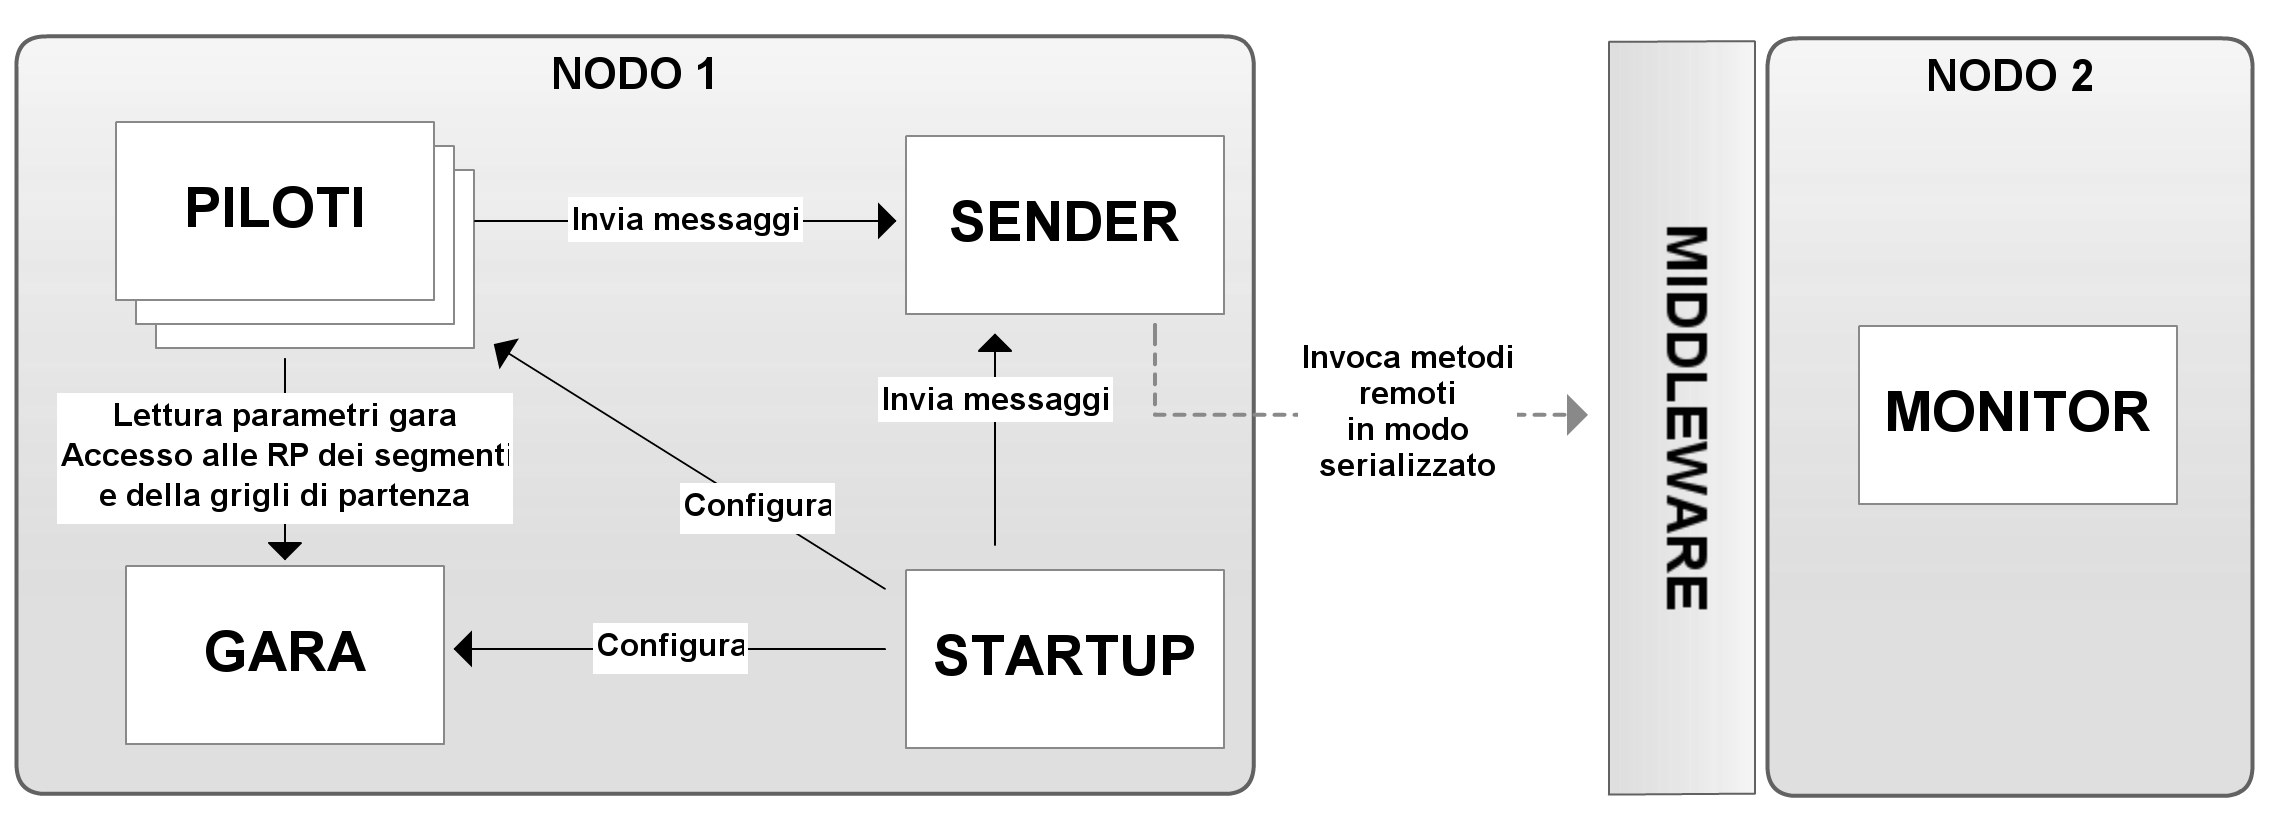 NODO 1
NODO 2
PILOTI
Invia messaggi
SENDER
MIDDLEWARE
Invoca metodi
remoti
in modo
serializzato
Invia messaggi
MONITOR
Lettura parametri gara
Accesso alle RP dei segmenti
e della grigli di partenza
Configura
GARA
Configura
STARTUP